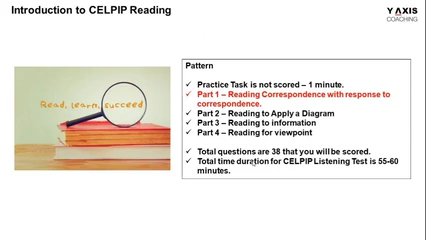 Introduction to CELPIP Reading
Y AXIS
COACHING
Read, learn, succeed
Pattern
✓ Practice Task is not scored – 1 minute.
✓ Part 1 – Reading Correspondence with response to
correspondence.
✓ Part 2 – Reading to Apply a Diagram
✓ Part 3 – Reading to information
✓ Part 4 – Reading for viewpoint
✓ Total questions are 38 that you will be scored.
✓ Total time duration for CELPIP Listening Test is 55-60
minutes.